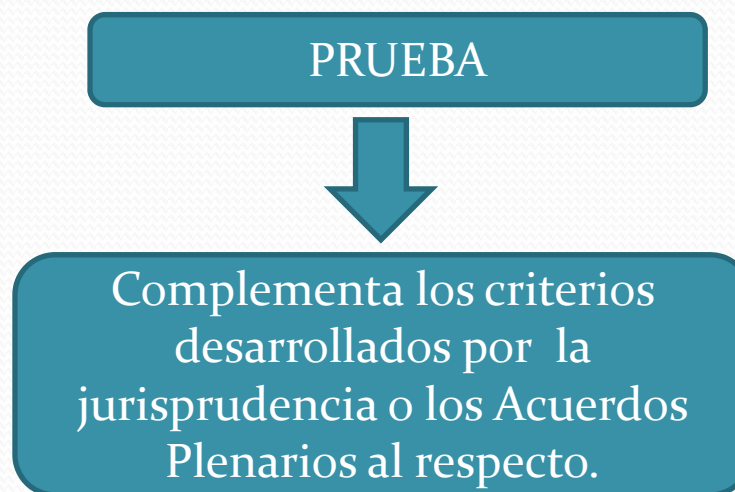 PRUEBA
Complementa los criterios
desarrollados por la
jurisprudencia o los Acuerdos
Plenarios al respecto.